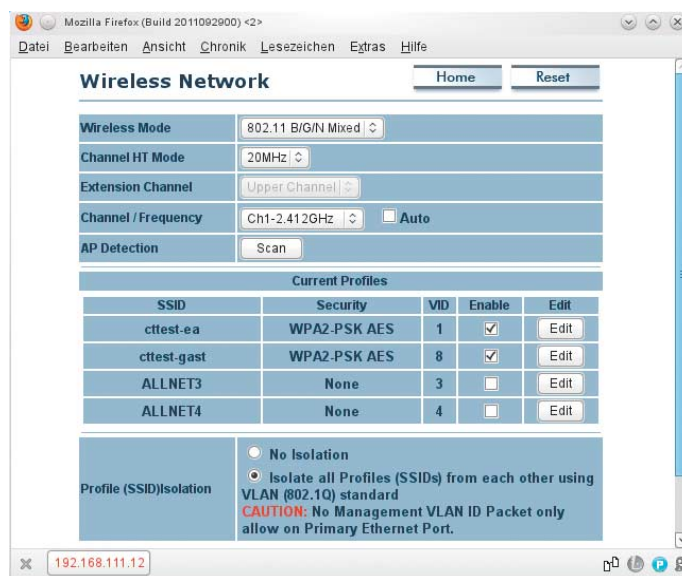 Mozilla Firefox (Build 2011092900) <2>
Datei Bearbeiten Ansicht Chronik Lesezeichen Extras Hilfe
Wireless Network Home Reset
Wireless Mode 802.11 B/G/N Mixed
Channel HT Mode 20MHz
Extension Channel Upper Channel
Channel / Frequency Ch1-2.412GHz Auto
AP Detection Scan
Current Profiles
SSID Security VID Enable Edit
cttest-ea WPA2-PSK AES 1 Edit
cttest-gast WPA2-PSK AES 8 Edit
ALLNET3 None 3 Edit
ALLNET4 None 4 Edit
Profile (SSID)Isolation
No Isolation
Isolate all Profiles (SSIDs) from each other using
VLAN (802.1Q) standard
CAUTION: No Management VLAN ID Packet only
allow on Primary Ethernet Port.
192.168.111.12